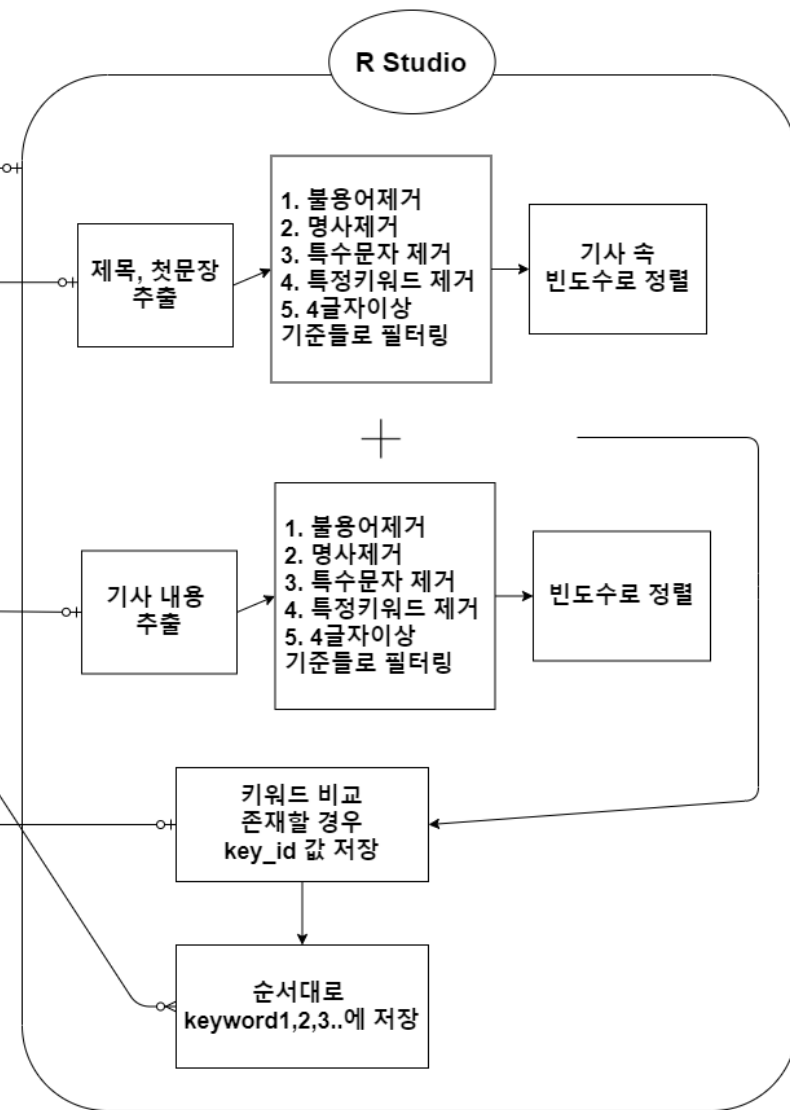 R Studio
제목, 첫문장
추출
1. 불용어제거
2. 명사제거
3. 특수문자 제거
4. 특정키워드 제거
5. 4글자이상
기준들로 필터링
기사 속
빈도수로 정렬
기사 내용
추출
1. 불용어제거
2. 명사제거
3. 특수문자 제거
4. 특정키워드 제거
5. 4글자이상
기준들로 필터링
빈도수로 정렬
키워드 비교
존재할 경우
key_id 값 저장
순서대로
keyword1,2,3..에 저장